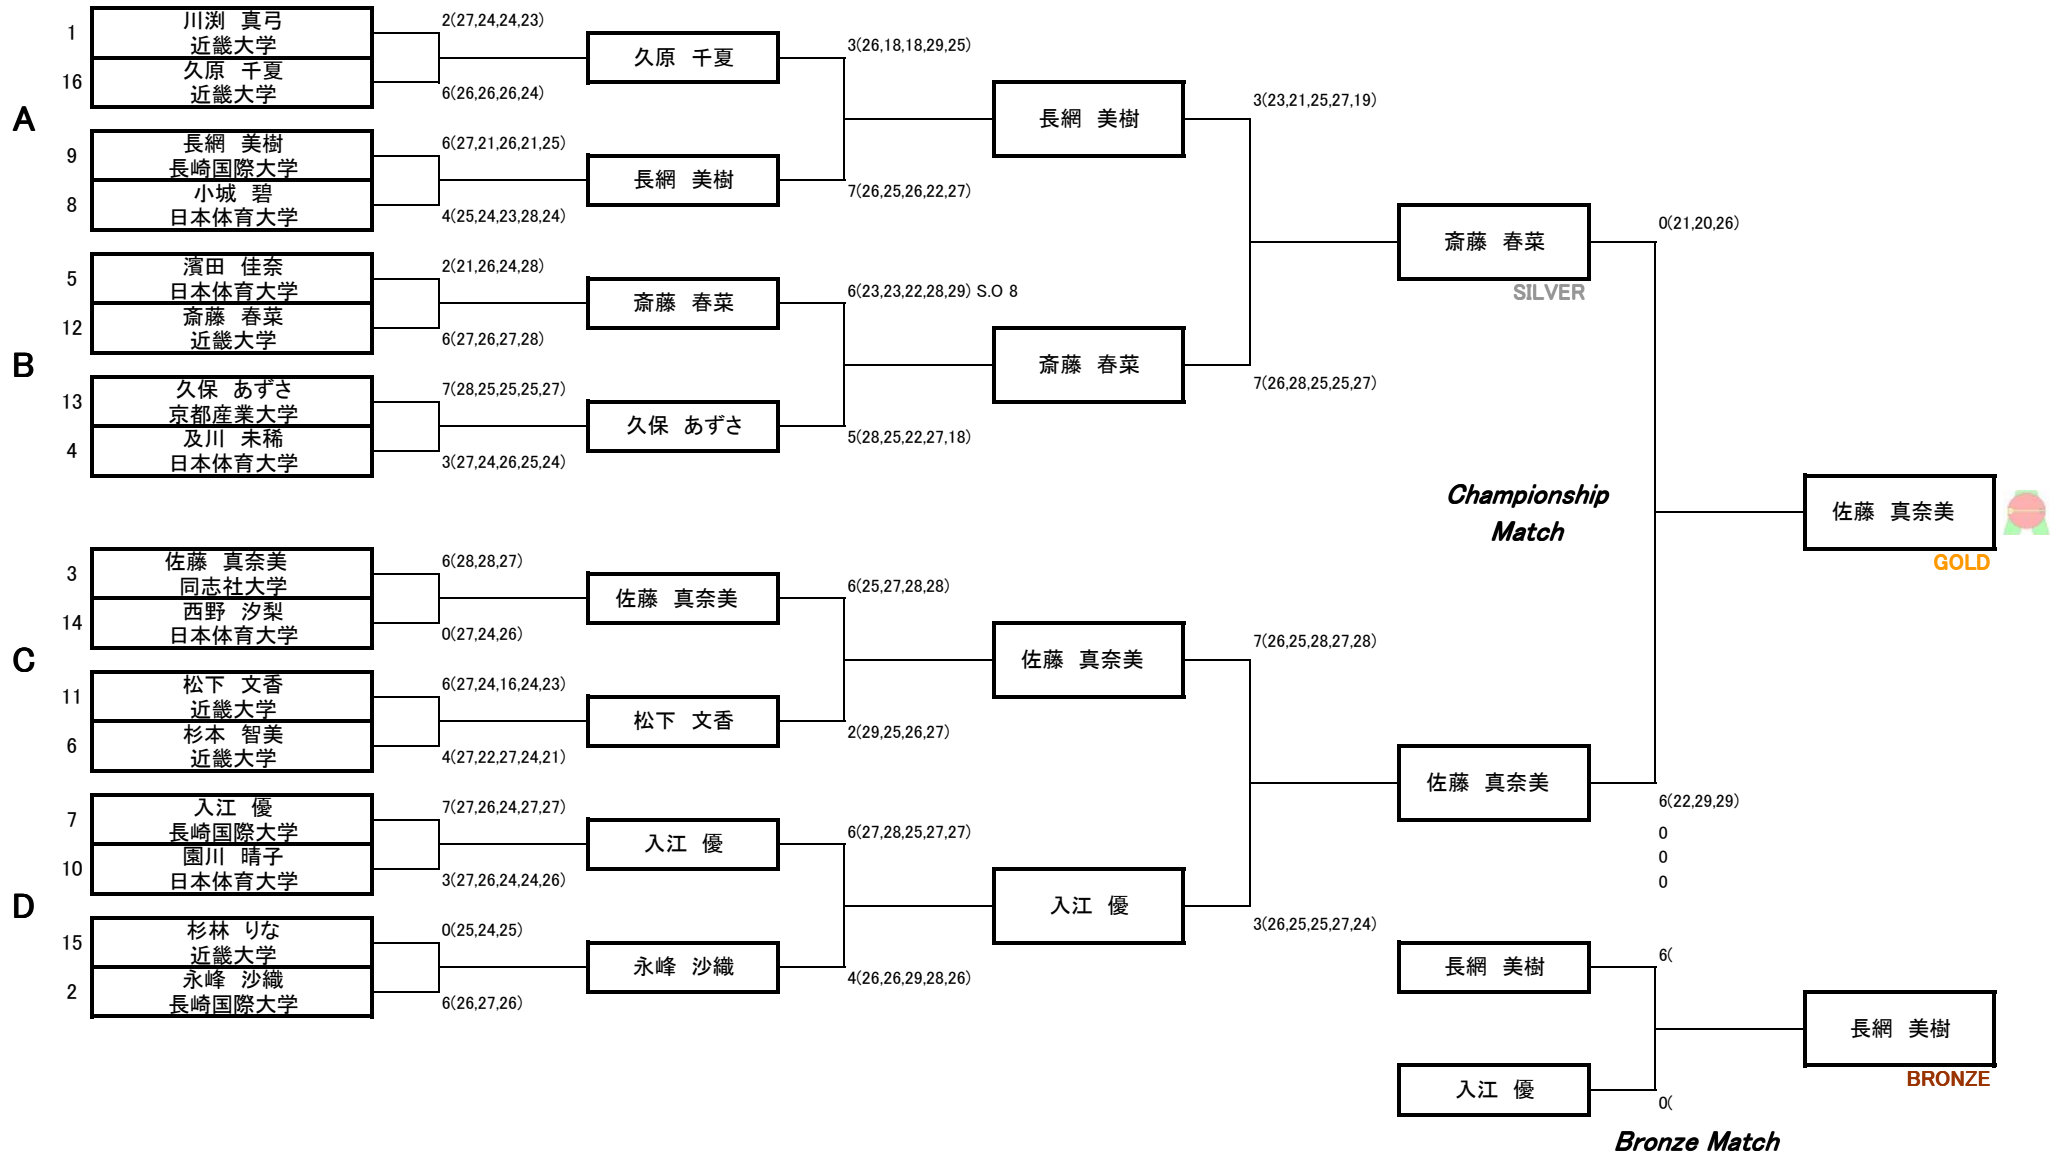 1
川渕　真弓
近畿大学
2(27,24,24,23)
16
久原　千夏
近畿大学
6(26,26,26,24)
久原　千夏
3(26,18,18,29,25)
A
9
長網　美樹
長崎国際大学
6(27,21,26,21,25)
8
小城　碧
日本体育大学
4(25,24,23,28,24)
長網　美樹
7(26,25,26,22,27)
長網　美樹
3(23,21,25,27,19)
5
濱田　佳奈
日本体育大学
2(21,26,24,28)
12
斎藤　春菜
近畿大学
6(27,26,27,28)
斎藤　春菜
6(23,23,22,28,29) S.O 8
B
13
久保　あずさ
京都産業大学
7(28,25,25,25,27)
4
及川　未稀
日本体育大学
3(27,24,26,25,24)
久保　あずさ
5(28,25,22,27,18)
斎藤　春菜
7(26,28,25,25,27)
斎藤　春菜
SILVER
0(21,20,26)
Championship
Match
佐藤　真奈美
GOLD
3
佐藤　真奈美
同志社大学
6(28,28,27)
14
西野　汐梨
日本体育大学
0(27,24,26)
佐藤　真奈美
6(25,27,28,28)
C
11
松下　文香
近畿大学
6(27,24,16,24,23)
6
杉本　智美
近畿大学
4(27,22,27,24,21)
松下　文香
2(29,25,26,27)
佐藤　真奈美
7(26,25,28,27,28)
7
入江　優
長崎国際大学
7(27,26,24,27,27)
10
園川　晴子
日本体育大学
3(27,26,24,24,26)
入江　優
6(27,28,25,27,27)
D
15
杉林　りな
近畿大学
0(25,24,25)
2
永峰　沙織
長崎国際大学
6(26,27,26)
永峰　沙織
4(26,26,29,28,26)
入江　優
3(26,25,25,27,24)
佐藤　真奈美
6(22,29,29)
0
0
0
長網　美樹
6(
入江　優
0(
長網　美樹
BRONZE
Bronze Match